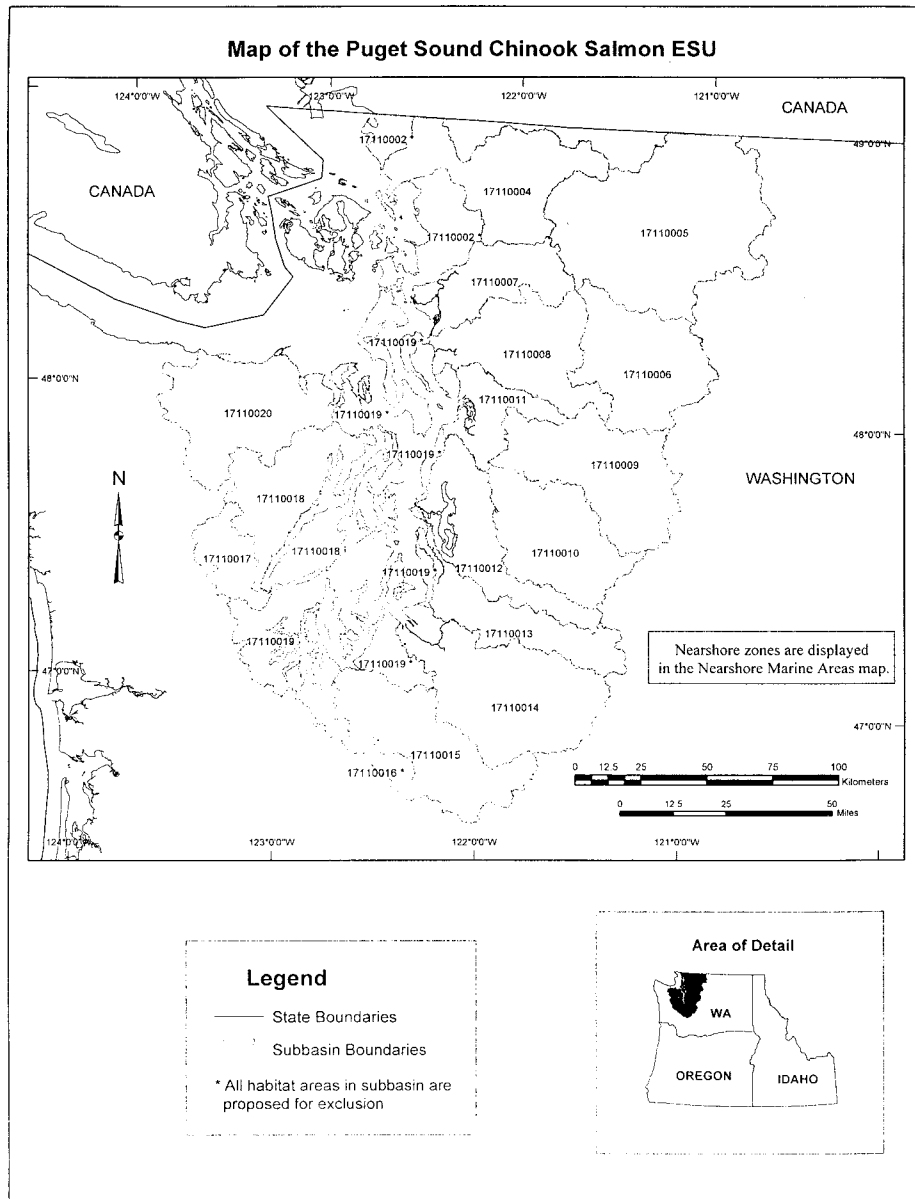 Map of the Puget Sound Chinook Salmon ESU
124°0'0"W 123°0'0"W 122°0'0"W 121°0'0"W
CANADA
49°0'0"N
17110002*
CANADA
17110004
17110005
17110002
17110007
17110019*
17110008
48°0'0"N
17110006
17110011
17110020
17110019*
48°0'0"N
17110019*
17110009
WASHINGTON
N
17110018
17110017
17110018
17110010
17110019*
17110012
17110019
17110013
Nearshore zones are displayed
in the Nearshore Marine Areas map.
47°0'0"N
17110019*
17110014
47°0'0"N
17110015
17110016*
0 12.5 25 50 75 100
Kilometers
0 12.5 25 50
Miles
124°0'0"W 123°0'0"W 122°0'0"W 121°0'0"W
Legend
State Boundaries
Subbasin Boundaries
* All habitat areas in subbasin are
proposed for exclusion
Area of Detail
WA
OREGON
IDAHO